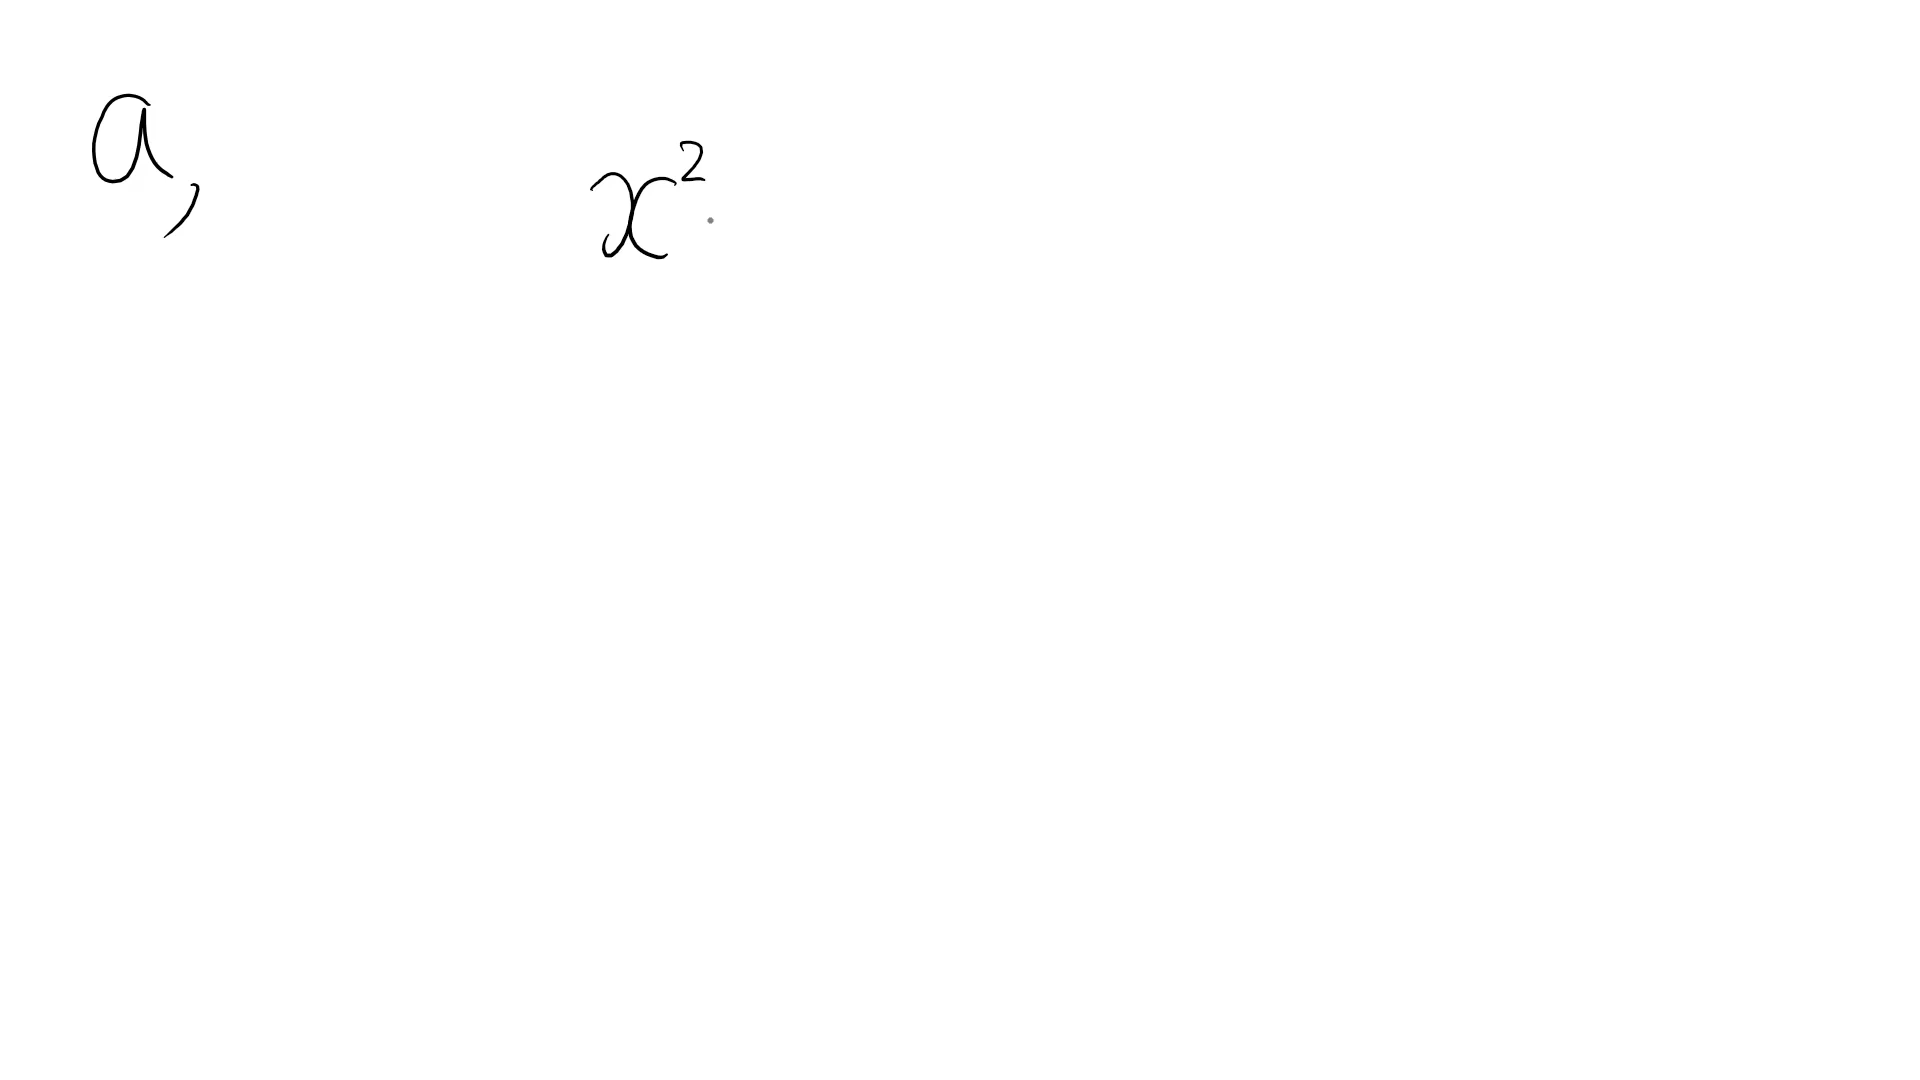 a, x²